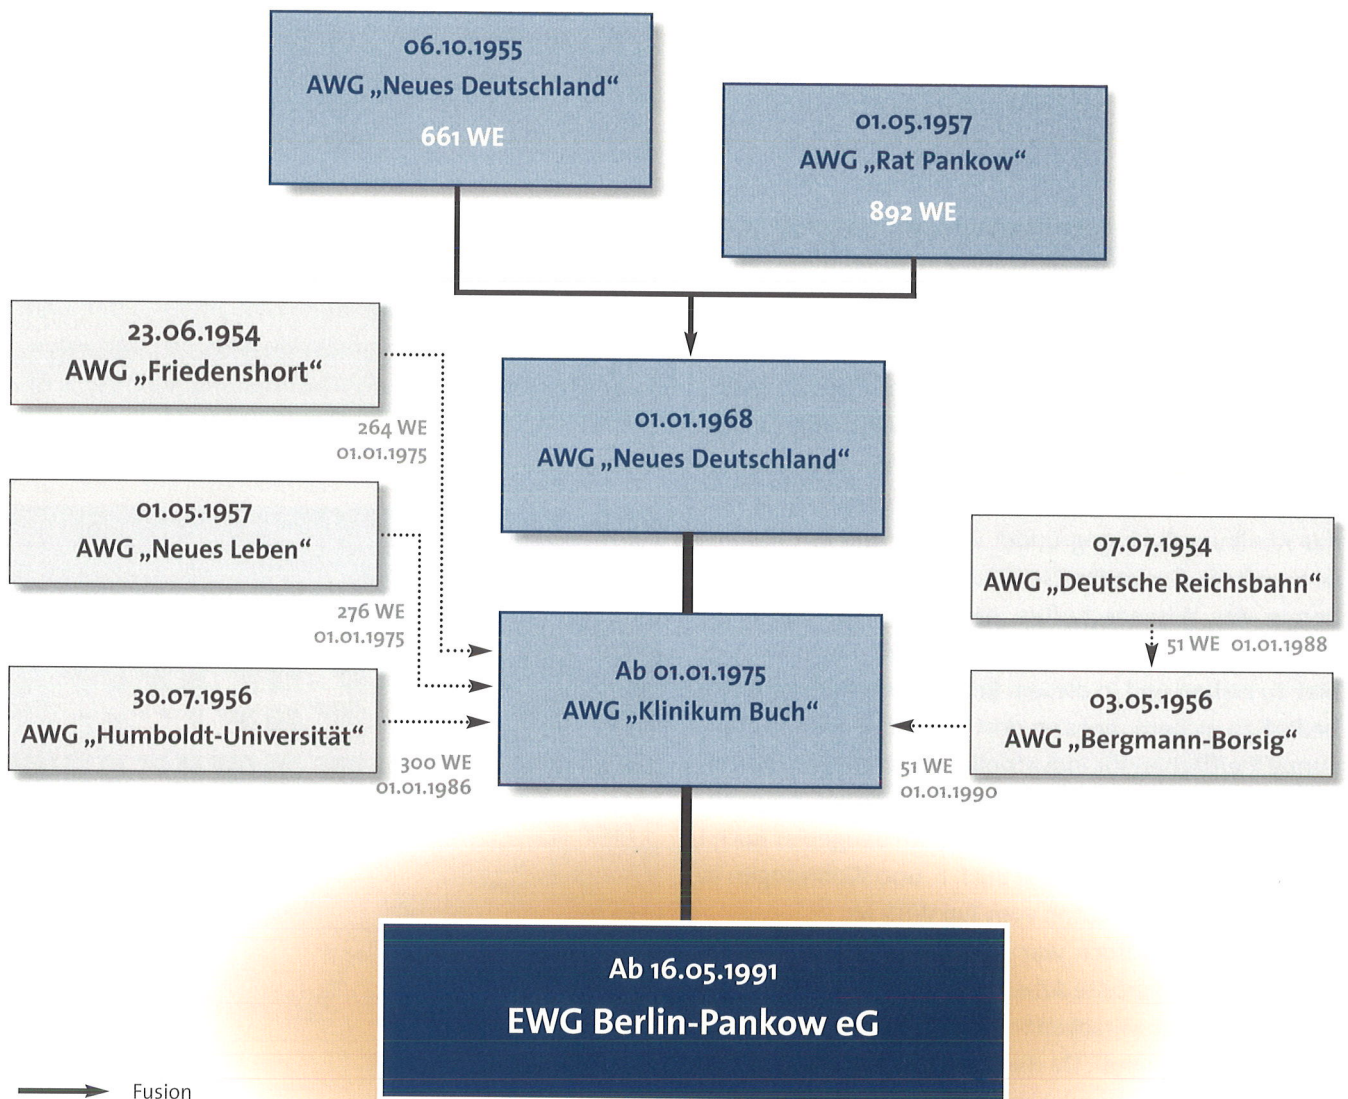 06.10.1955
AWG „Neues Deutschland“
661 WE
01.05.1957
AWG „Rat Pankow“
892 WE
23.06.1954
AWG „Friedenshort“
264 WE
01.01.1975
01.01.1968
AWG „Neues Deutschland“
01.05.1957
AWG „Neues Leben“
276 WE
01.01.1975
07.07.1954
AWG „Deutsche Reichsbahn“
51 WE 01.01.1988
30.07.1956
AWG „Humboldt-Universität“
300 WE
01.01.1986
Ab 01.01.1975
AWG „Klinikum Buch“
03.05.1956
AWG „Bergmann-Borsig“
51 WE
01.01.1990
Ab 16.05.1991
EWG Berlin-Pankow eG
Fusion